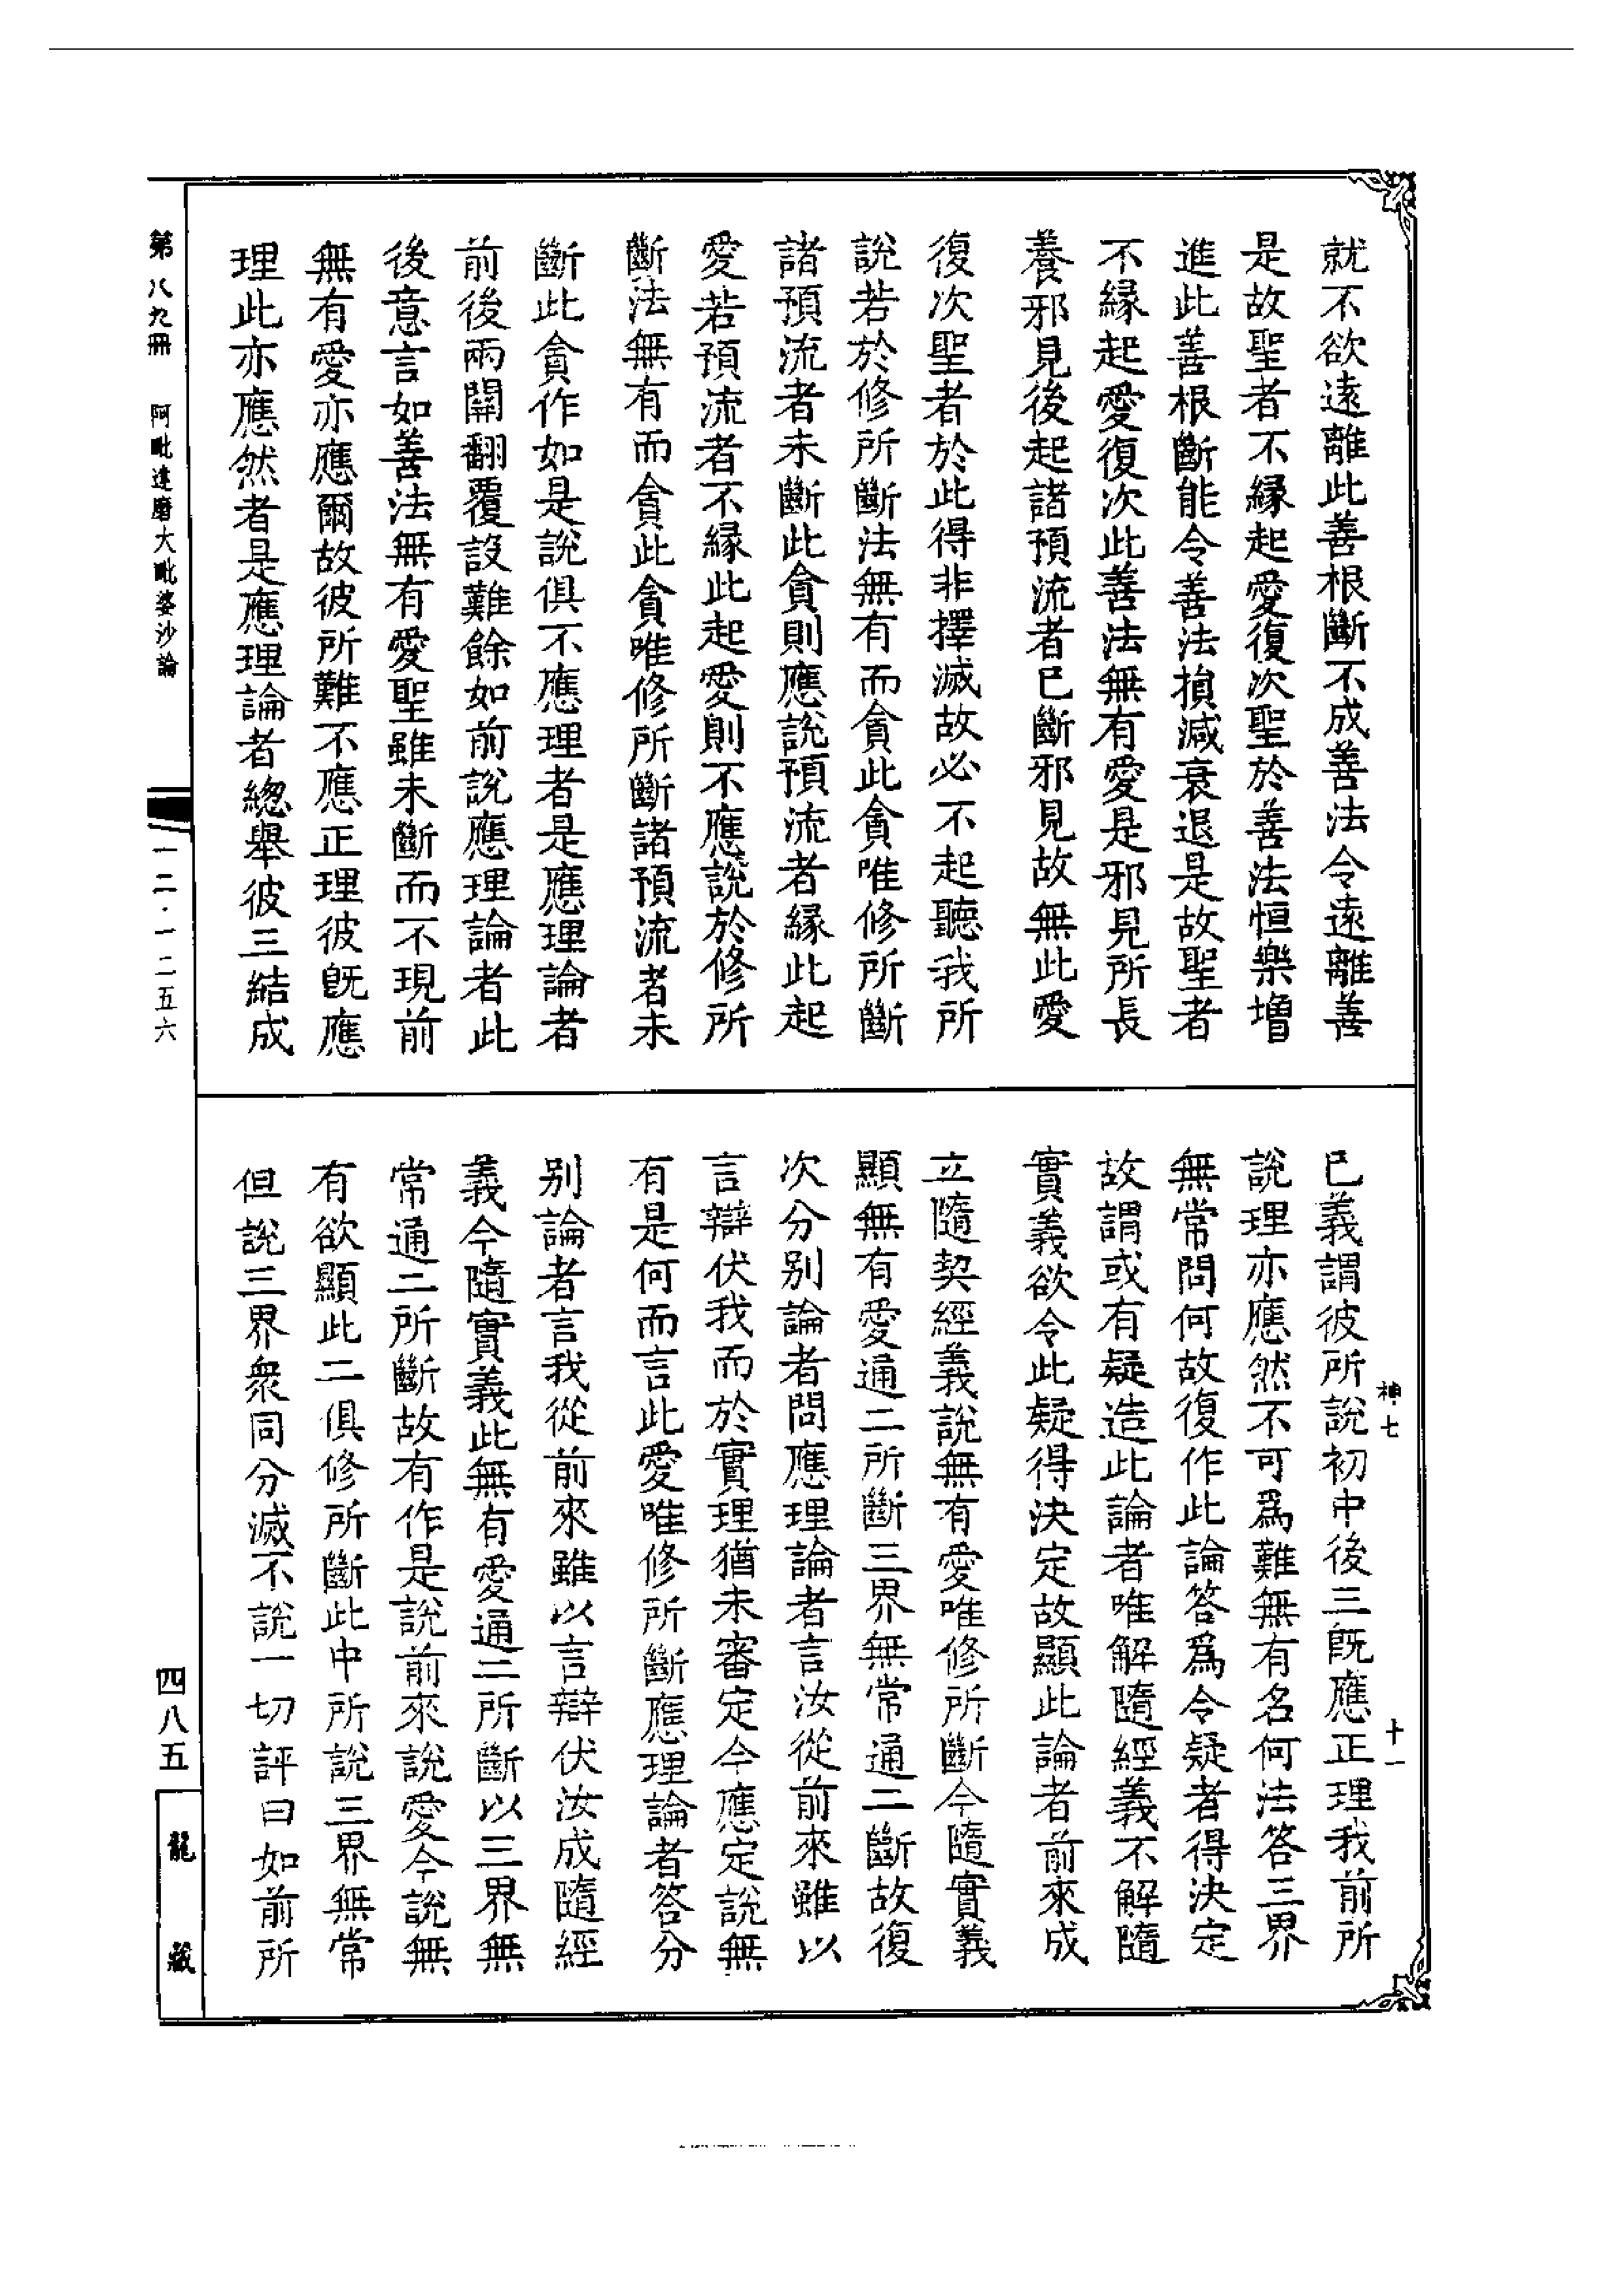 就不欲遠離此善根斷不成善法令遠離善
是故聖者不緣起愛復次聖於善法恒樂增
進此善根斷能令善法損減衰退是故聖者
不緣起愛復次此善法無有愛是邪見所長
養邪見後起諸預流者已斷邪見故無此愛
復次聖者於此得非擇滅故必不起聽我所
說若於修所斷法無有而貪此貪唯修所斷
諸預流者未斷此貪則應說預流者緣此起
愛若預流者不緣此起愛則不應說於修所
斷法無有而貪此貪唯修所斷諸預流者未
斷此貪作如是說俱不應理者是應理論者
前後兩關翻覆設難餘如前說應理論者此
後意言如善法無有愛聖雖未斷而不現前
無有愛亦應爾故彼所難不應正理彼旣應
理此亦應然者是應理論者總舉彼三結成
已義謂彼所說初中後三旣應正理我前所
說理亦應然不可爲難無有名何法答三界
無常問何故復作此論答爲令疑者得決定
故謂或有疑造此論者唯解隨經義不解隨
實義欲令此疑得決定故顯此論者前來成
立隨契經義說無有愛唯修所斷今隨實義
顯無有愛通二所斷三界無常通二斷故復
次分别論者問應理論者言汝從前來雖以
言辯伏我而於實理猶未審定今應定說無
有是何而言此愛唯修所斷應理論者答分
别論者言我從前來雖以言辯伏汝成隨經
義今隨實義此無有愛通二所斷以三界無
常通二所斷故有作是說前來說愛今說無
有欲顯此二俱修所斷此中所說三界無常
但說三界衆同分滅不說一切評曰如前所
神七
十一
第八九冊 阿毗達磨大毗婆沙論
一二·一二五六
四八五
龍藏